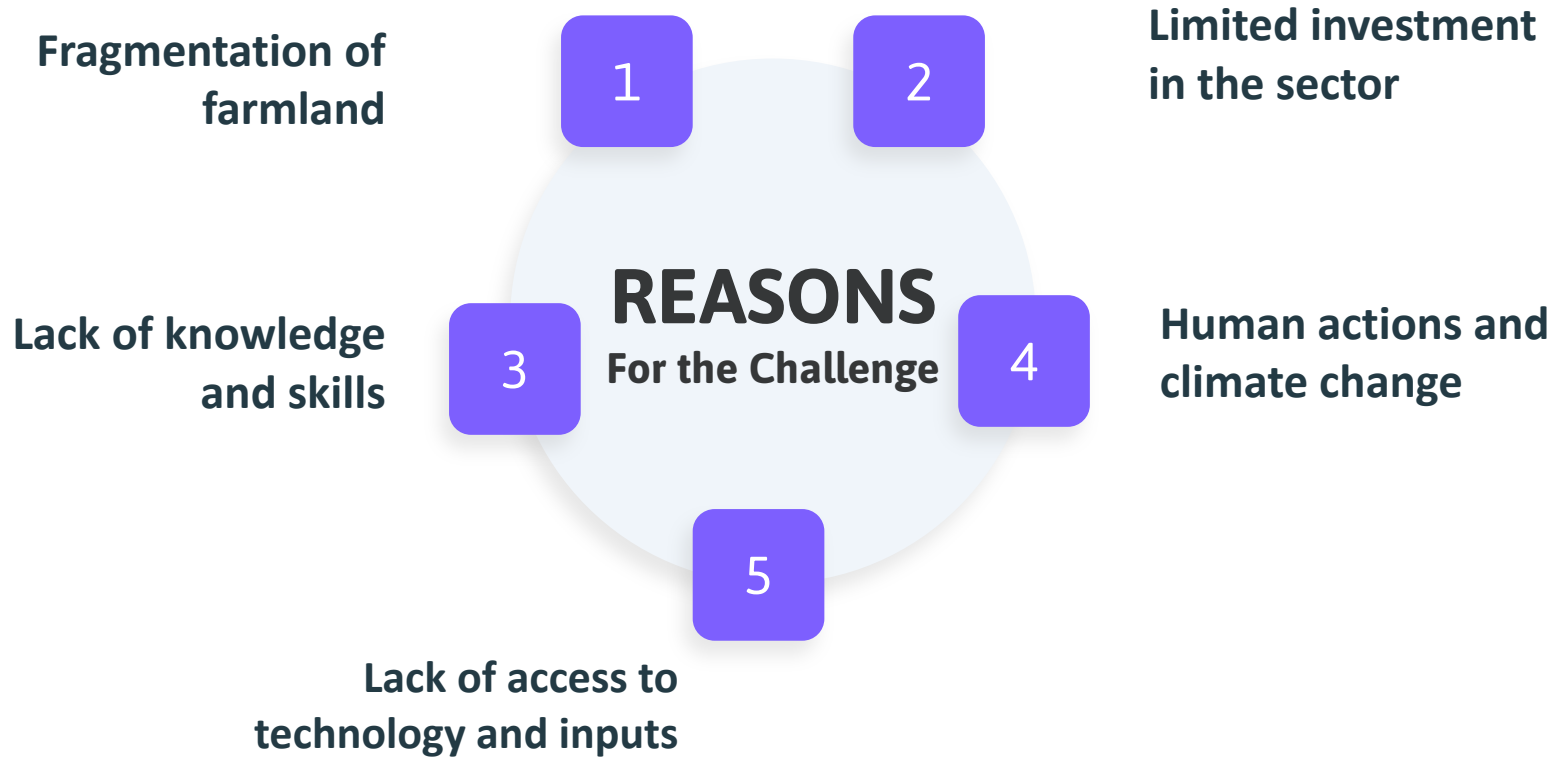 Fragmentation of
farmland
1
2
Limited investment
in the sector
REASONS
For the Challenge
Lack of knowledge
and skills
3
4
Human actions and
climate change
5
Lack of access to
technology and inputs